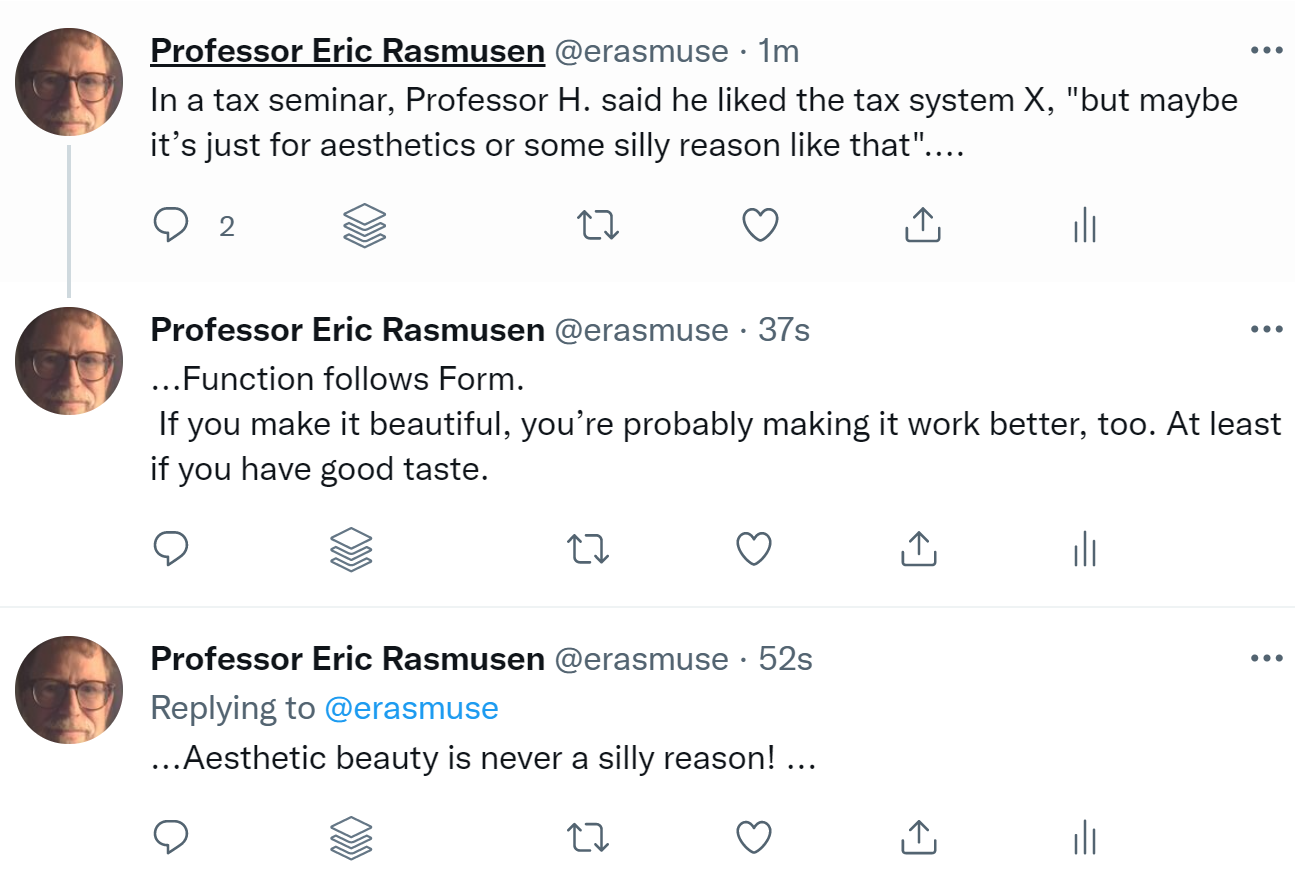 Professor Eric Rasmusen @erasmuse · 1m
In a tax seminar, Professor H. said he liked the tax system X, "but maybe
it’s just for aesthetics or some silly reason like that"....
2
Professor Eric Rasmusen @erasmuse · 37s
...Function follows Form.
If you make it beautiful, you’re probably making it work better, too. At least
if you have good taste.
Professor Eric Rasmusen @erasmuse · 52s
Replying to @erasmuse
...Aesthetic beauty is never a silly reason! ...